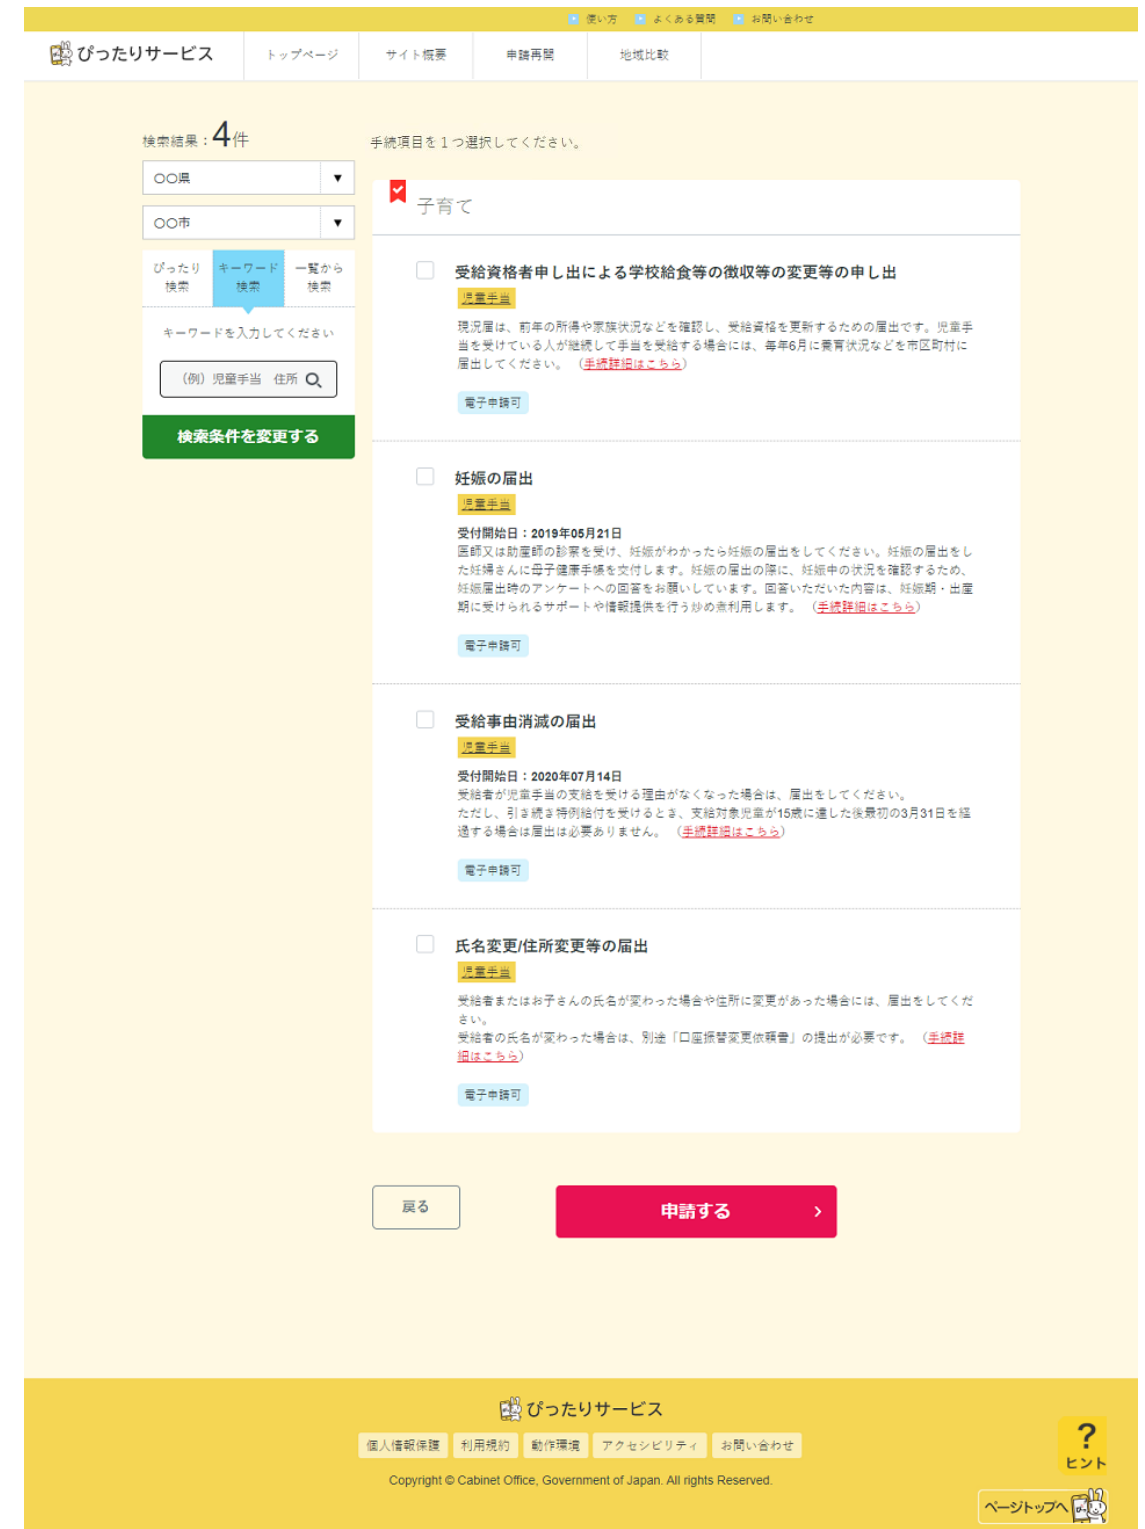 使い方 よくある質問 お問い合わせ
ぴったりサービス トップページ サイト概要 申請再開 地域比較
検索結果：4件
〇〇県 ▼
〇〇市 ▼
ぴったり検索 キーワード検索 一覧から検索
キーワードを入力してください
（例）児童手当 住所
検索条件を変更する
手続項目を１つ選択してください。
子育て
受給資格者申し出による学校給食等の徴収等の変更等の申し出
児童手当
現況届は、前年の所得や家族状況などを確認し、受給資格を更新するための届出です。児童手
当を受けている人が継続して手当を受給する場合には、毎年6月に養育状況などを市区町村に
届出してください。 （手続詳細はこちら）
電子申請可
妊娠の届出
児童手当
受付開始日：2019年05月21日
医師又は助産師の診察を受け、妊娠がわかったら妊娠の届出をしてください。妊娠の届出をし
た妊婦さんに母子健康手帳を交付します。妊娠の届出の際に、妊娠中の状況を確認するため、
妊娠届出時のアンケートへの回答をお願いしています。回答いただいた内容は、妊娠期・出産
期に受けられるサポートや情報提供を行う炒め煮利用します。 （手続詳細はこちら）
電子申請可
受給事由消滅の届出
児童手当
受付開始日：2020年07月14日
受給者が児童手当の支給を受ける理由がなくなった場合は、届出をしてください。
ただし、引き続き特例給付を受けるとき、支給対象児童が15歳に達した後最初の3月31日を経
過する場合は届出は必要ありません。 （手続詳細はこちら）
電子申請可
氏名変更/住所変更等の届出
児童手当
受給者またはお子さんの氏名が変わった場合や住所に変更があった場合には、届出をしてくだ
さい。
受給者の氏名が変わった場合は、別途「口座振替変更依頼書」の提出が必要です。 （手続詳
細はこちら）
電子申請可
戻る 申請する
ぴったりサービス
個人情報保護 利用規約 動作環境 アクセシビリティ お問い合わせ
Copyright © Cabinet Office, Government of Japan. All rights Reserved.
?
ヒント
ページトップへ